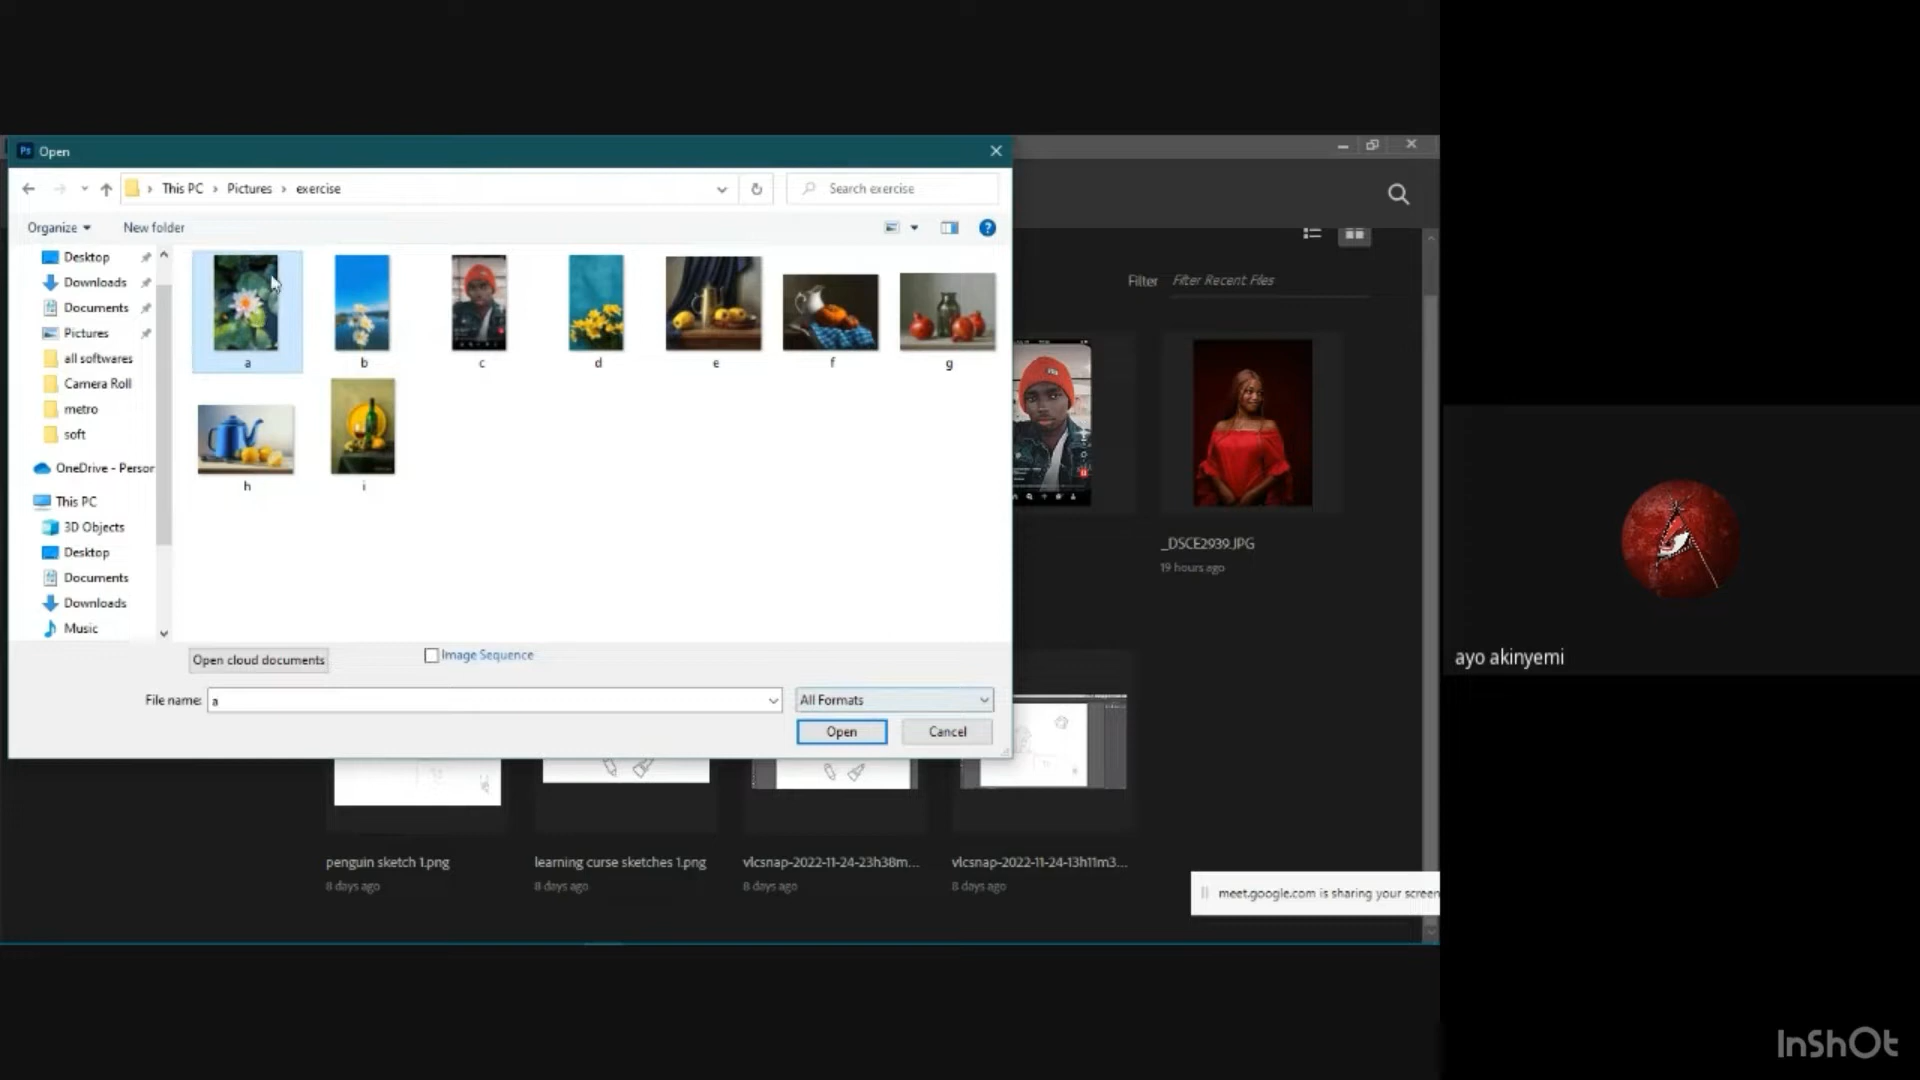 Ps Open
This PC > Pictures > exercise
Search exercise
Organize
New folder
Desktop
Downloads
Documents
Pictures
all softwares
Camera Roll
metro
soft
OneDrive - Person
This PC
3D Objects
Desktop
Documents
Downloads
Music
a
b
c
d
e
f
g
h
i
Open cloud documents
Image Sequence
File name: a
All Formats
Open
Cancel
Filter
Filter Recent Files
_DSCE2939.JPG
19 hours ago
penguin sketch 1.png
8 days ago
learning curse sketches 1.png
8 days ago
vlcsnap-2022-11-24-23h38m...
8 days ago
vlcsnap-2022-11-24-13h11m3...
8 days ago
meet.google.com is sharing your screen
ayo akinyemi
InShOt